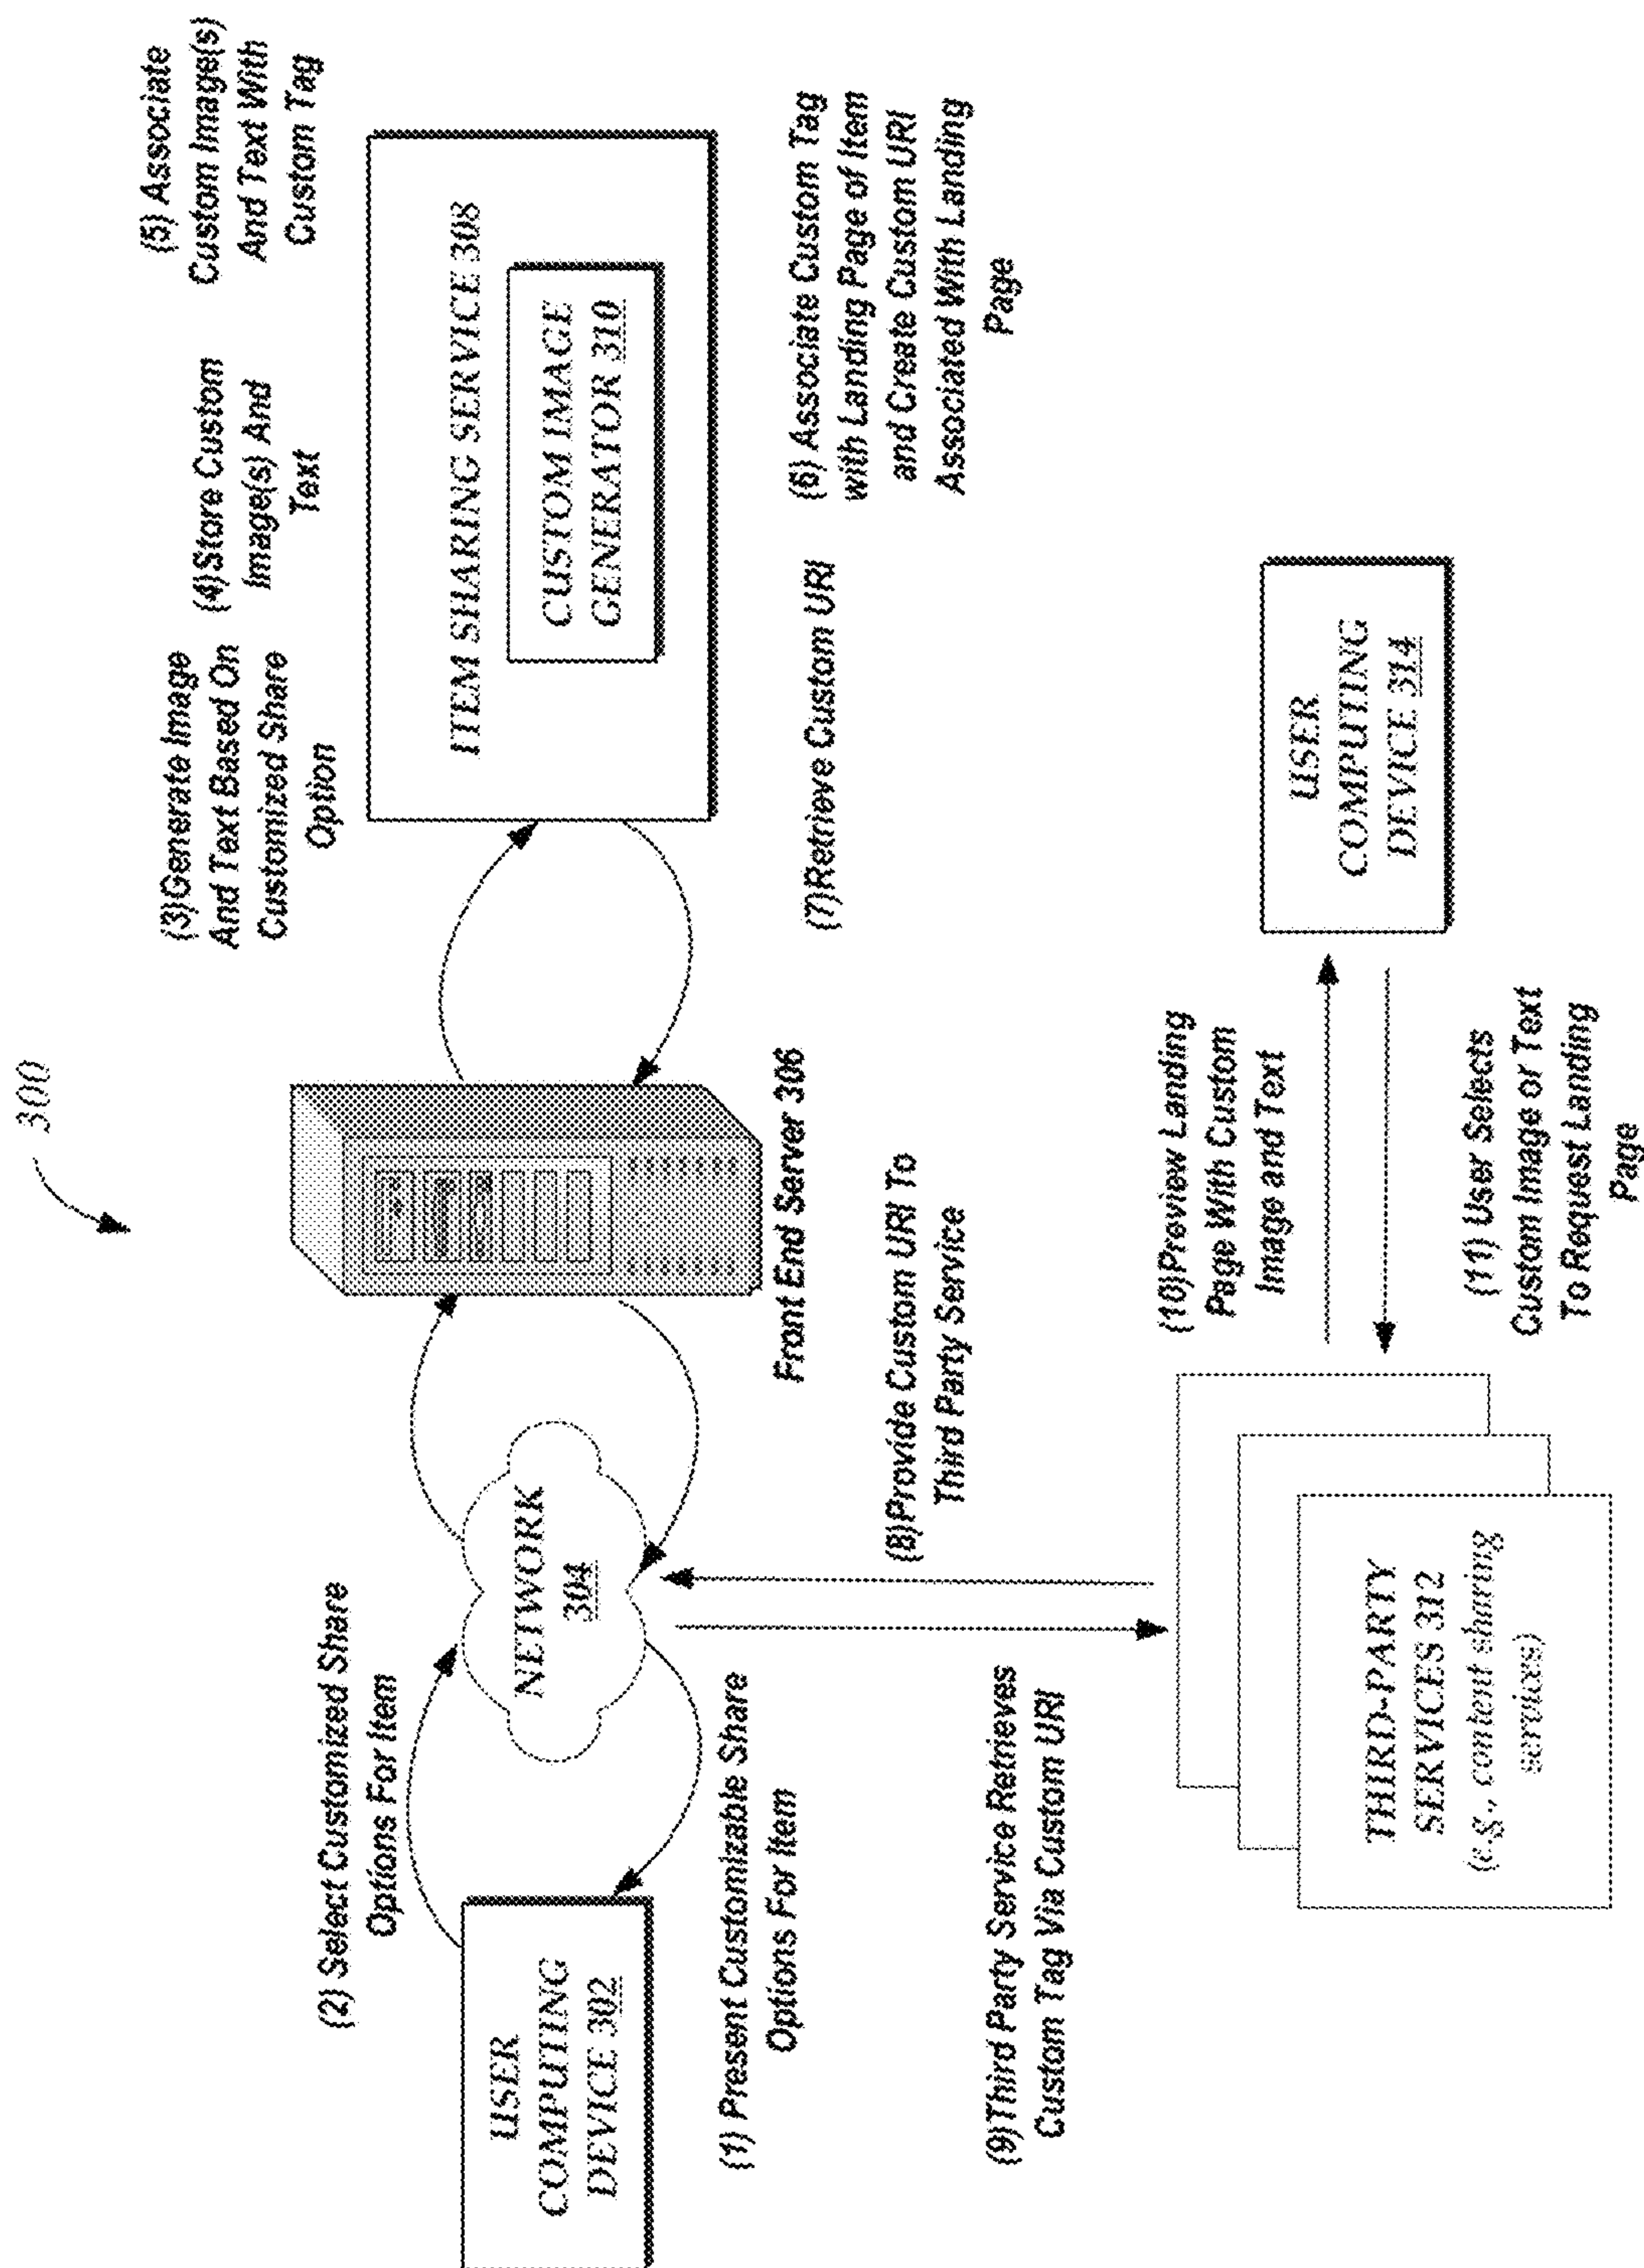 300
(5) Associate
Custom Image(s)
And Text With
Custom Tag
(4)Store Custom
Image(s) And
Text
(3)Generate Image
And Text Based On
Customized Share
Option
(2) Select Customized Share
Options For Item
ITEM SHARING SERVICE 308
CUSTOM IMAGE
GENERATOR 310
NETWORK
304
USER
COMPUTING
DEVICE 302
Front End Server 306
(6) Associate Custom Tag
with Landing Page of Item
and Create Custom URI
Associated With Landing
Page
(7)Retrieve Custom URI
(1) Present Customizable Share
Options For Item
(8)Provide Custom URI To
Third Party Service
(9)Third Party Service Retrieves
Custom Tag Via Custom URI
(10)Preview Landing
Page With Custom
Image and Text
USER
COMPUTING
DEVICE 314
(11) User Selects
Custom Image or Text
To Request Landing
Page
THIRD-PARTY
SERVICES 312
(e.g., content sharing
services)